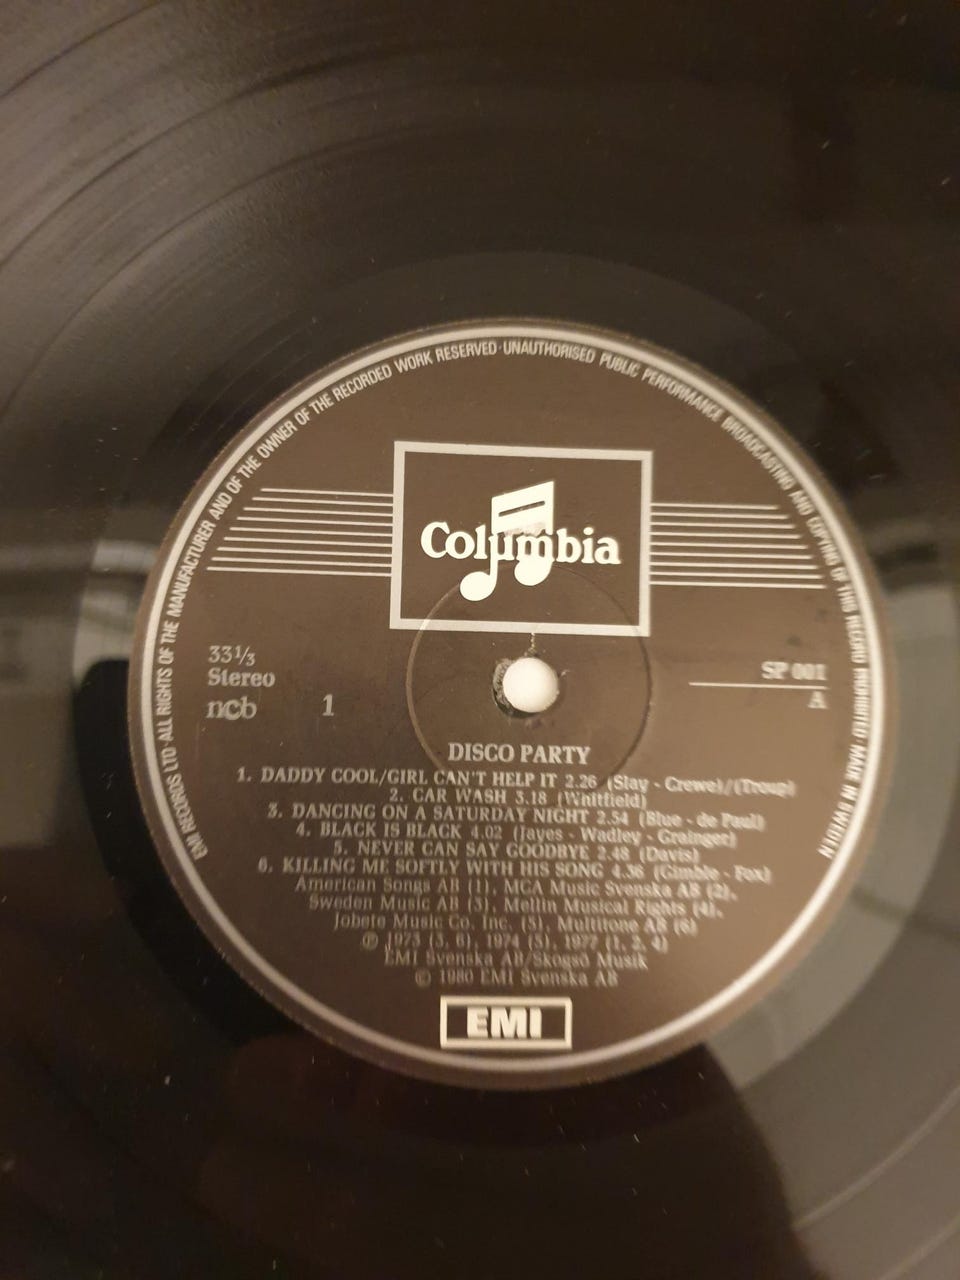 EMI RECORDS LTD·ALL RIGHTS OF THE MANUFACTURER AND OF THE OWNER OF THE RECORDED WORK RESERVED·UNAUTHORISED PUBLIC PERFORMANCE BROADCASTING AND COPYING OF THIS RECORD PROHIBITED·MADE IN SWEDEN
Columbia
33⅓
Stereo
ncb
1
SP 001
A
DISCO PARTY
1. DADDY COOL/GIRL CAN'T HELP IT 2.26 (Slay - Crewe)/(Troup)
2. CAR WASH 3.18 (Whitfield)
3. DANCING ON A SATURDAY NIGHT 2.54 (Blue - de Paul)
4. BLACK IS BLACK 4.02 (Jayes - Wadley - Grainger)
5. NEVER CAN SAY GOODBYE 2.48 (Davis)
6. KILLING ME SOFTLY WITH HIS SONG 4.36 (Gimble - Fox)
American Songs AB (1), MCA Music Svenska AB (2),
Sweden Music AB (3), Mellin Musical Rights (4),
Jobete Music Co. Inc. (5), Multitone AB (6)
℗ 1973 (3, 6), 1974 (5), 1977 (1, 2, 4)
EMI Svenska AB/Skogsö Musik
© 1980 EMI Svenska AB
EMI